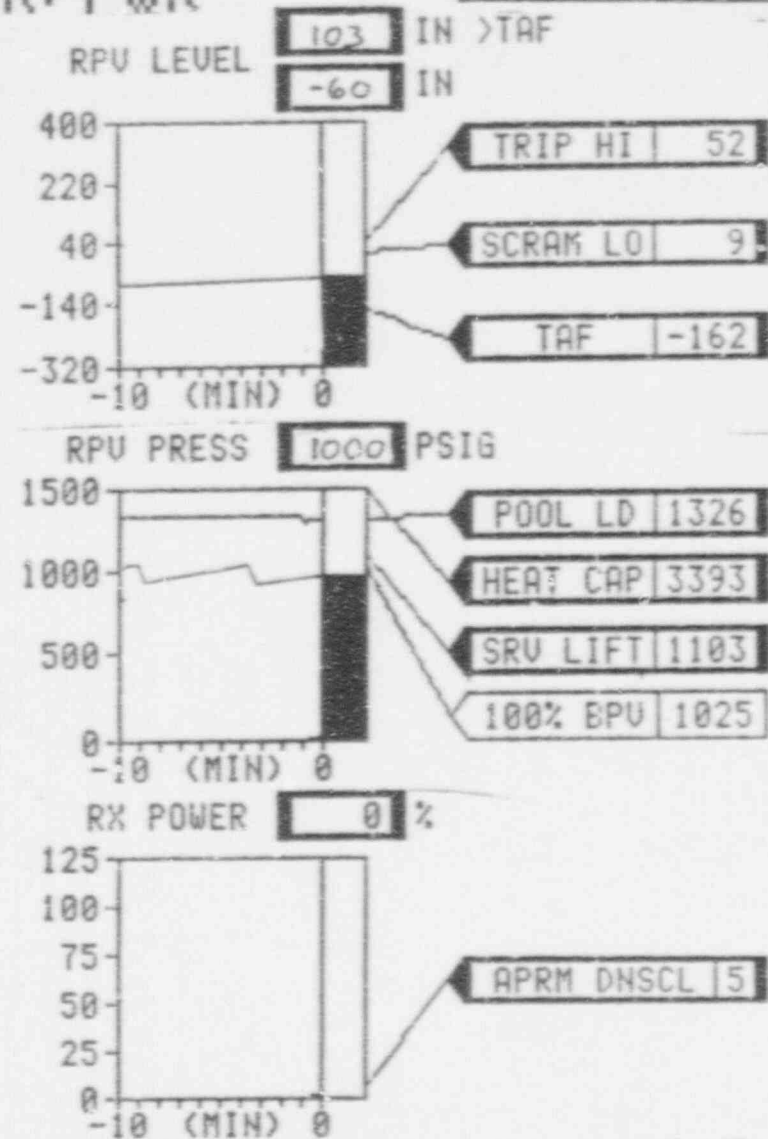 103 IN >TAF
RPV LEVEL
-60 IN
400
220
40
-140
-320
-10 (MIN) 0
TRIP HI 52
SCRAM LO 9
TAF -162
RPV PRESS 1000 PSIG
1500
1000
500
0
-10 (MIN) 0
POOL LD 1326
HEAT CAP 3393
SRV LIFT 1103
100% BPV 1025
RX POWER 0 %
125
100
75
50
25
0
-10 (MIN) 0
APRM DNSCL 5